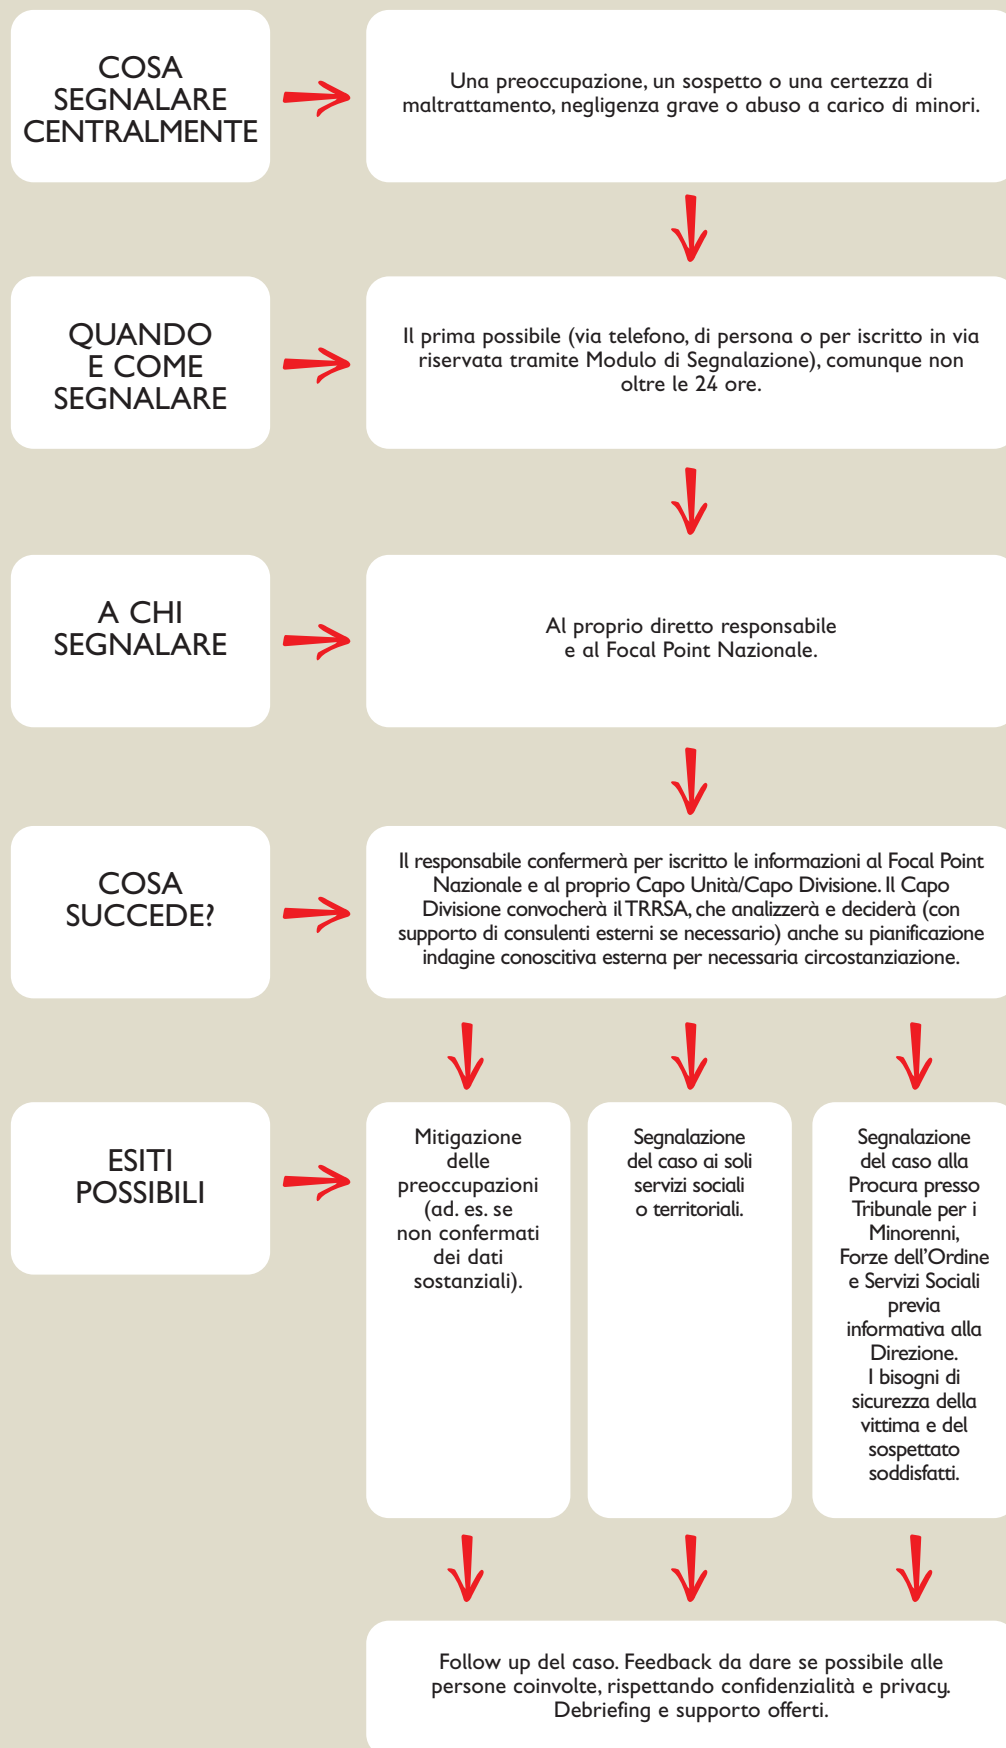 COSA
SEGNALARE
CENTRALMENTE
Una preoccupazione, un sospetto o una certezza di
maltrattamento, negligenza grave o abuso a carico di minori.
QUANDO
E COME
SEGNALARE
Il prima possibile (via telefono, di persona o per iscritto in via
riservata tramite Modulo di Segnalazione), comunque non
oltre le 24 ore.
A CHI
SEGNALARE
Al proprio diretto responsabile
e al Focal Point Nazionale.
COSA
SUCCEDE?
Il responsabile confermerà per iscritto le informazioni al Focal Point
Nazionale e al proprio Capo Unità/Capo Divisione. Il Capo
Divisione convocherà il TRRSA, che analizzerà e deciderà (con
supporto di consulenti esterni se necessario) anche su pianificazione
indagine conoscitiva esterna per necessaria circostanziazione.
ESITI
POSSIBILI
Mitigazione
delle
preoccupazioni
(ad. es. se
non confermati
dei dati
sostanziali).
Segnalazione
del caso ai soli
servizi sociali
o territoriali.
Segnalazione
del caso alla
Procura presso
Tribunale per i
Minorenni,
Forze dell'Ordine
e Servizi Sociali
previa
informativa alla
Direzione.
I bisogni di
sicurezza della
vittima e del
sospettato
soddisfatti.
Follow up del caso. Feedback da dare se possibile alle
persone coinvolte, rispettando confidenzialità e privacy.
Debriefing e supporto offerti.